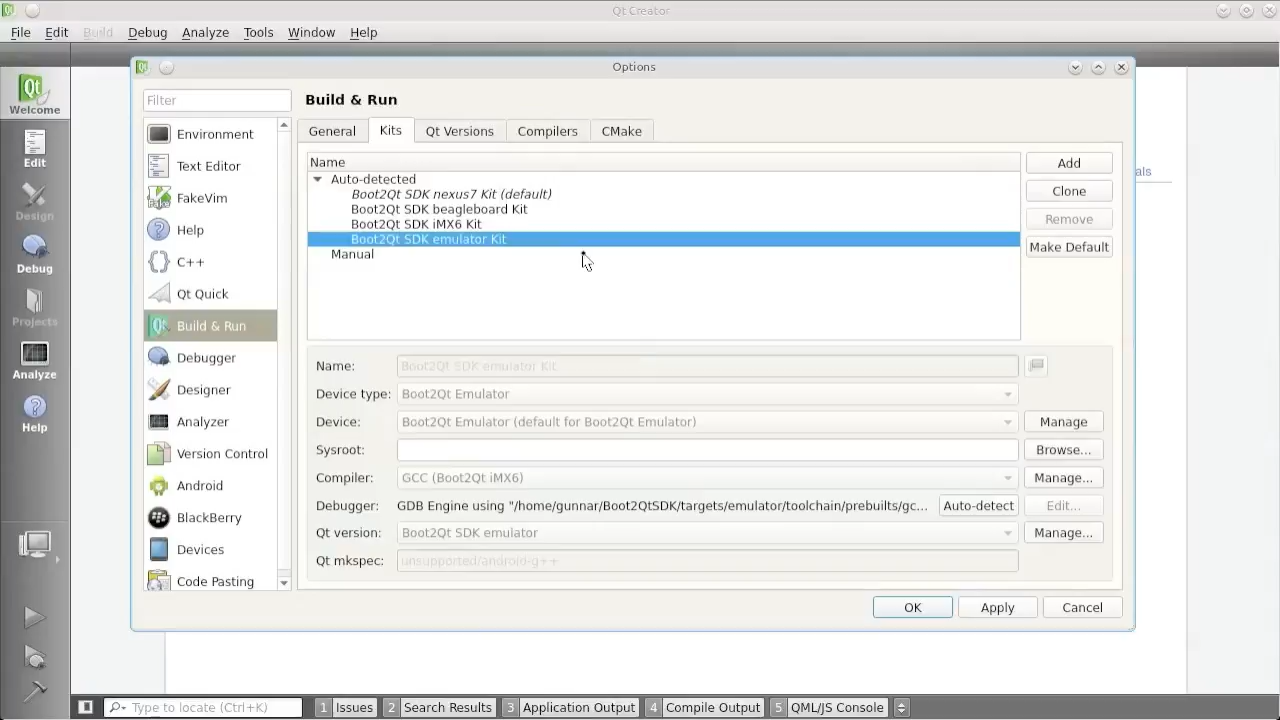 Qt Creator
File Edit Build Debug Analyze Tools Window Help
Options
Filter
Build & Run
Environment
Text Editor
FakeVim
Help
C++
Qt Quick
Build & Run
Debugger
Designer
Analyzer
Version Control
Android
BlackBerry
Devices
Code Pasting
General Kits Qt Versions Compilers CMake
Name
Auto-detected
Boot2Qt SDK nexus7 Kit (default)
Boot2Qt SDK beagleboard Kit
Boot2Qt SDK iMX6 Kit
Boot2Qt SDK emulator Kit
Manual
Add
Clone
Remove
Make Default
Name: Boot2Qt SDK emulator Kit
Device type: Boot2Qt Emulator
Device: Boot2Qt Emulator (default for Boot2Qt Emulator) Manage
Sysroot: Browse...
Compiler: GCC (Boot2Qt iMX6) Manage...
Debugger: GDB Engine using "/home/gunnar/Boot2QtSDK/targets/emulator/toolchain/prebuilts/gc... Auto-detect Edit...
Qt version: Boot2Qt SDK emulator Manage...
Qt mkspec: unsupported/android-g++
OK Apply Cancel
Qt
Welcome
Edit
Design
Debug
Projects
Analyze
Help
als
Type to locate (Ctrl+K) 1 Issues 2 Search Results 3 Application Output 4 Compile Output 5 QML/JS Console